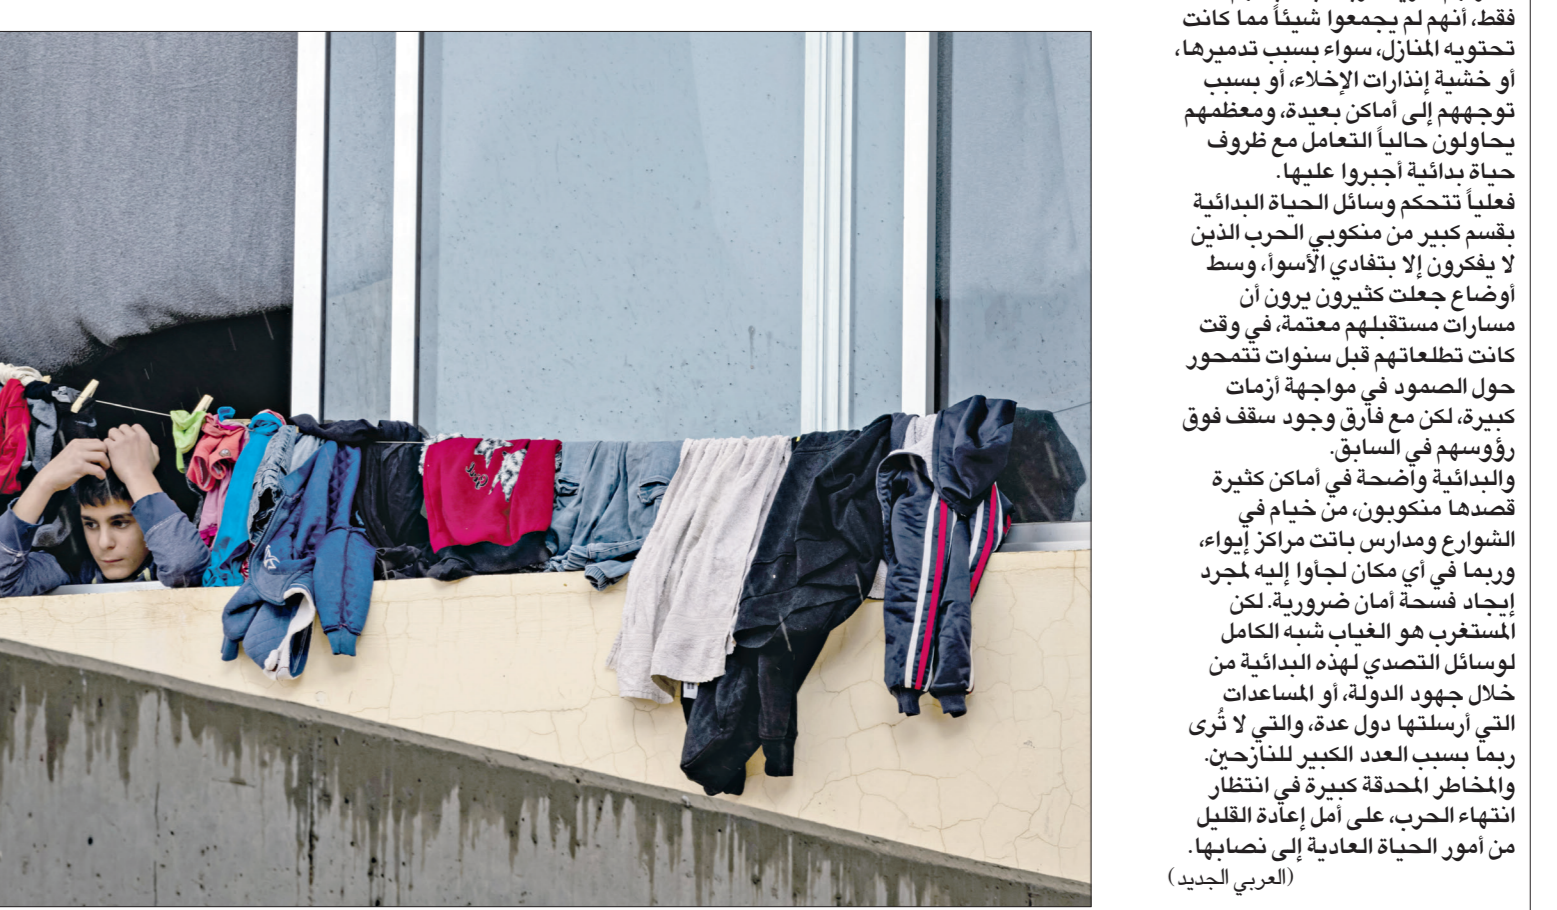 فقط، أنهم لم يجمعوا شيئاً مما كانت
تحتويه المنازل، سواء بسبب تدميرها،
أو خشية إنذارات الإخلاء، أو بسبب
توجههم إلى أماكن بعيدة، ومعظمهم
يحاولون حالياً التعامل مع ظروف
حياة بدائية أجبروا عليها.
فعلياً تتحكم وسائل الحياة البدائية
بقسم كبير من منكوبي الحرب الذين
لا يفكرون إلا بتفادي الأسوأ، وسط
أوضاع جعلت كثيرون يرون أن
مسارات مستقبلهم معتمة، في وقت
كانت تطلعاتهم قبل سنوات تتمحور
حول الصمود في مواجهة أزمات
كبيرة، لكن مع فارق وجود سقف فوق
رؤوسهم في السابق.
والبدائية واضحة في أماكن كثيرة
قصدها منكوبون، من خيام في
الشوارع ومدارس باتت مراكز إيواء،
وربما في أي مكان لجأوا إليه لمجرد
إيجاد فسحة أمان ضرورية. لكن
المستغرب هو الغياب شبه الكامل
لوسائل التصدي لهذه البدائية من
خلال جهود الدولة، أو المساعدات
التي أرسلتها دول عدة، والتي لا تُرى
ربما بسبب العدد الكبير للنازحين.
والمخاطر المحدقة كبيرة في انتظار
انتهاء الحرب، على أمل إعادة القليل
من أمور الحياة العادية إلى نصابها.
(العربي الجديد)